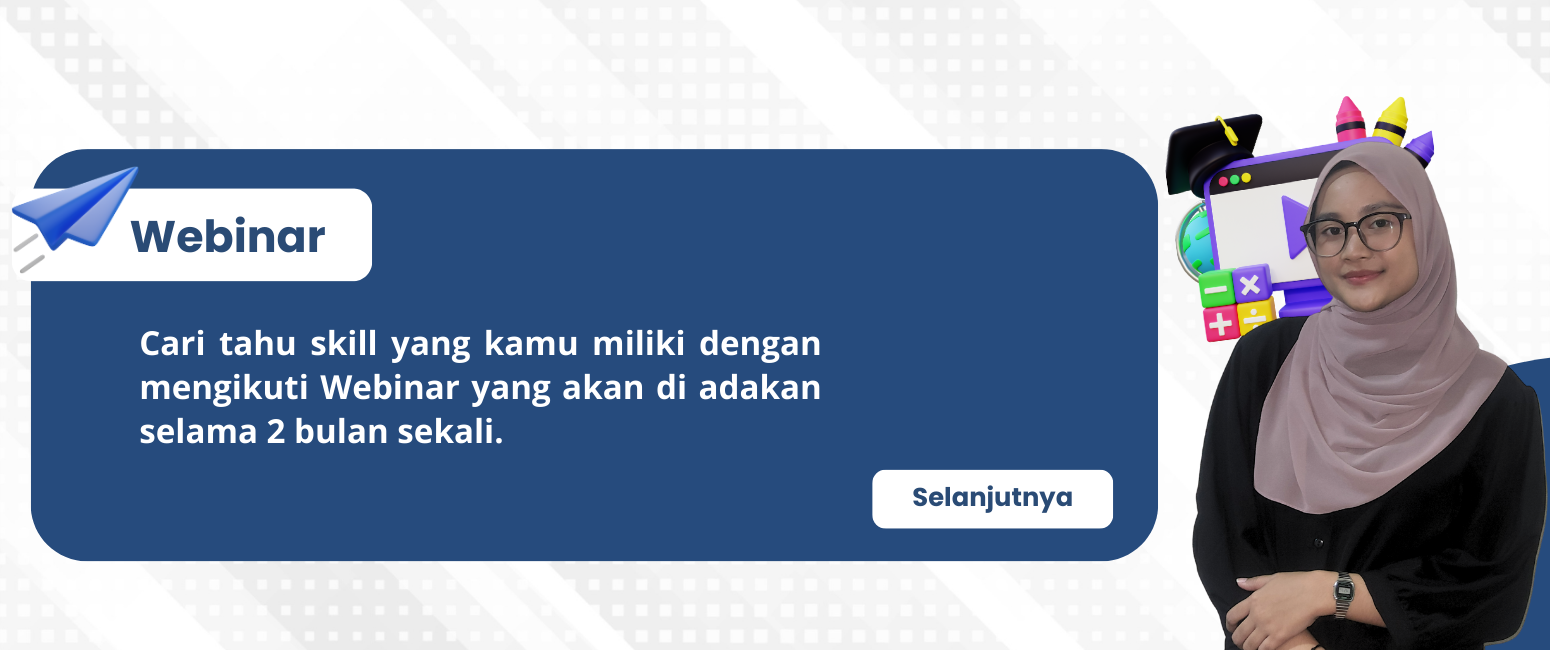 Webinar
Cari tahu skill yang kamu miliki dengan
mengikuti Webinar yang akan di adakan
selama 2 bulan sekali.
Selanjutnya